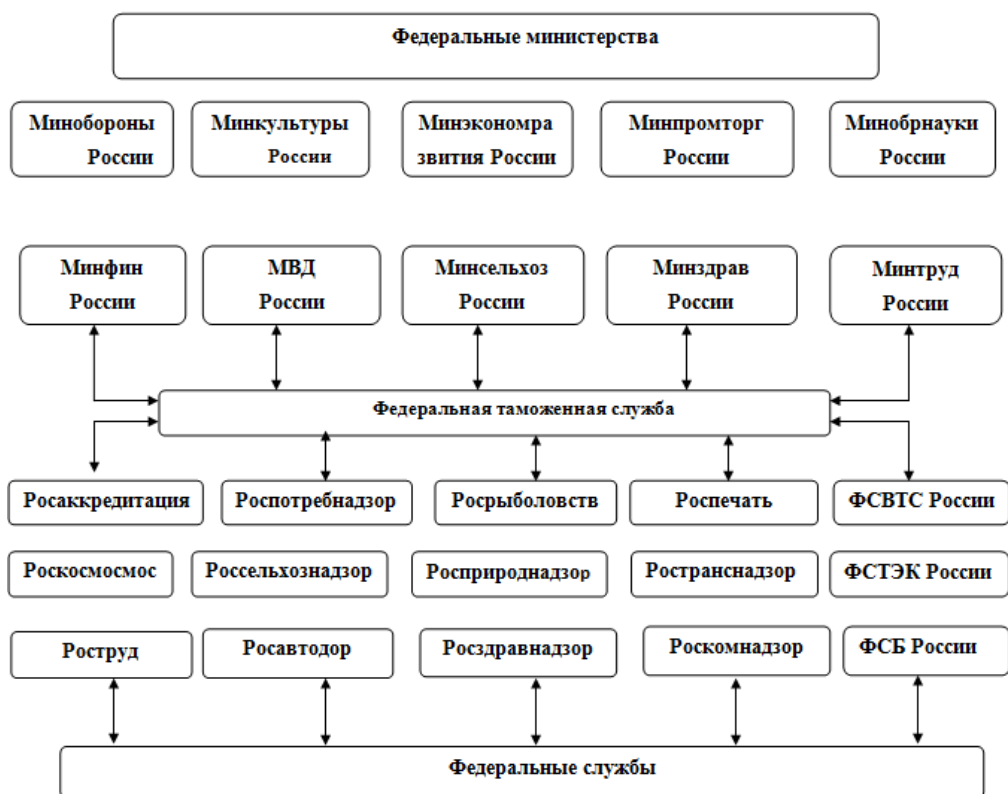 Федеральные министерства
Минобороны
России
Минкультуры
России
Минэкономра
звития России
Минпромторг
России
Минобрнауки
России
Минфин
России
МВД
России
Минсельхоз
России
Минздрав
России
Минтруд
России
Федеральная таможенная служба
Росаккредитация
Роспотребнадзор
Росрыболовств
Роспечать
ФСВТС России
Роскосмосмос
Россельхознадзор
Росприроднадзор
Ространснадзор
ФСТЭК России
Роструд
Росавтодор
Росздравнадзор
Роскомнадзор
ФСБ России
Федеральные службы